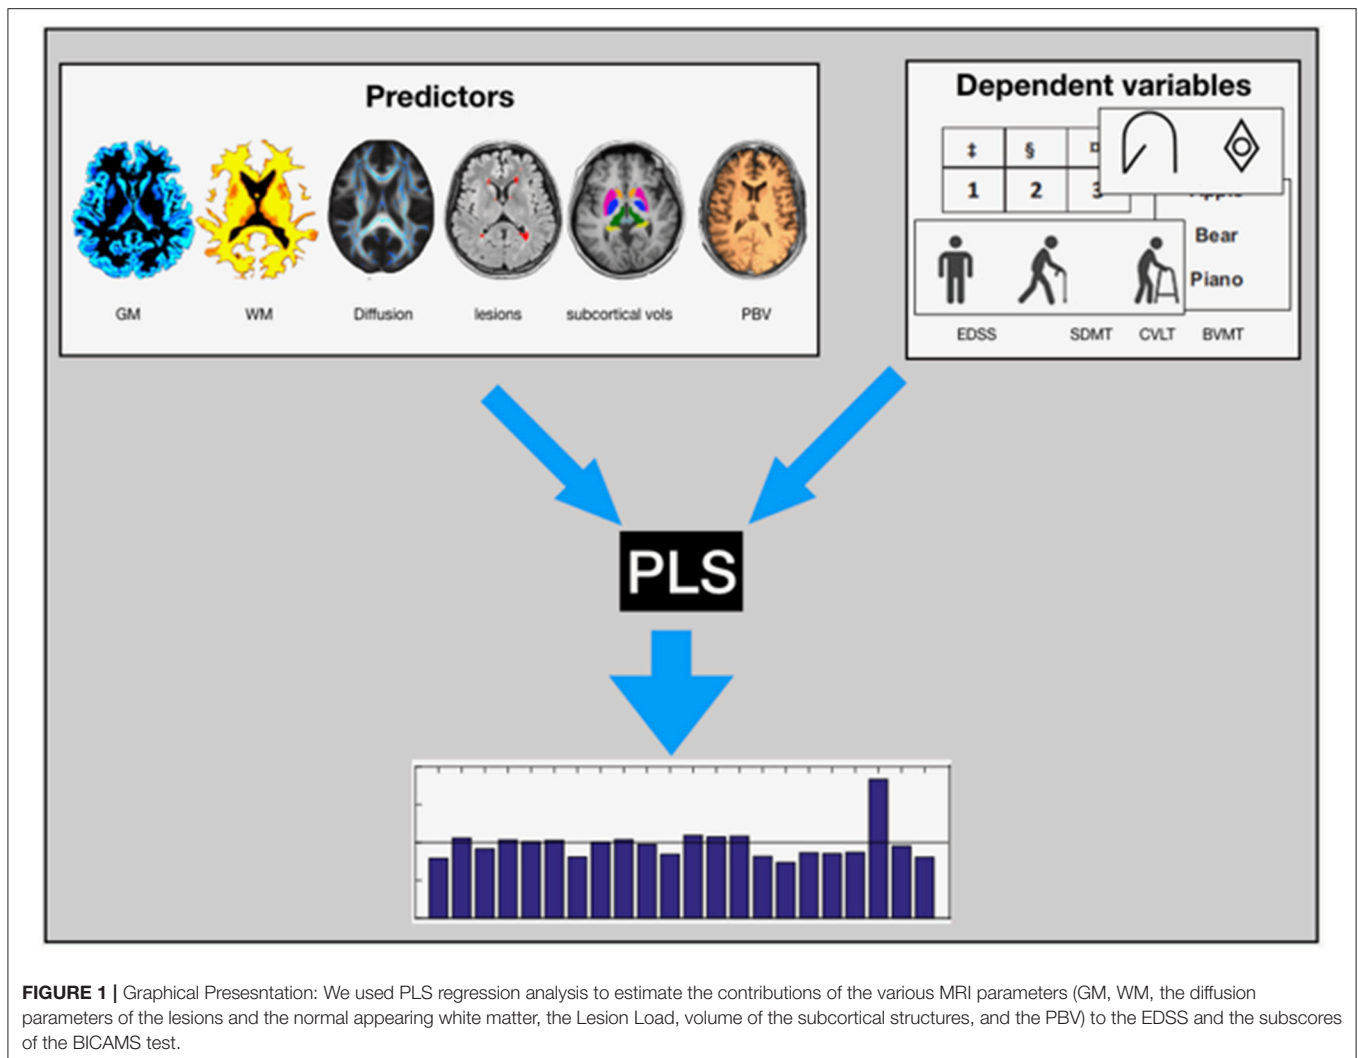 Predictors
GM WM Diffusion lesions subcortical vols PBV
Dependent variables
‡ §
1 2 3
Bear
Piano
EDSS SDMT CVLT BVMT
PLS
FIGURE 1 | Graphical Presesntation: We used PLS regression analysis to estimate the contributions of the various MRI parameters (GM, WM, the diffusion
parameters of the lesions and the normal appearing white matter, the Lesion Load, volume of the subcortical structures, and the PBV) to the EDSS and the subscores
of the BICAMS test.